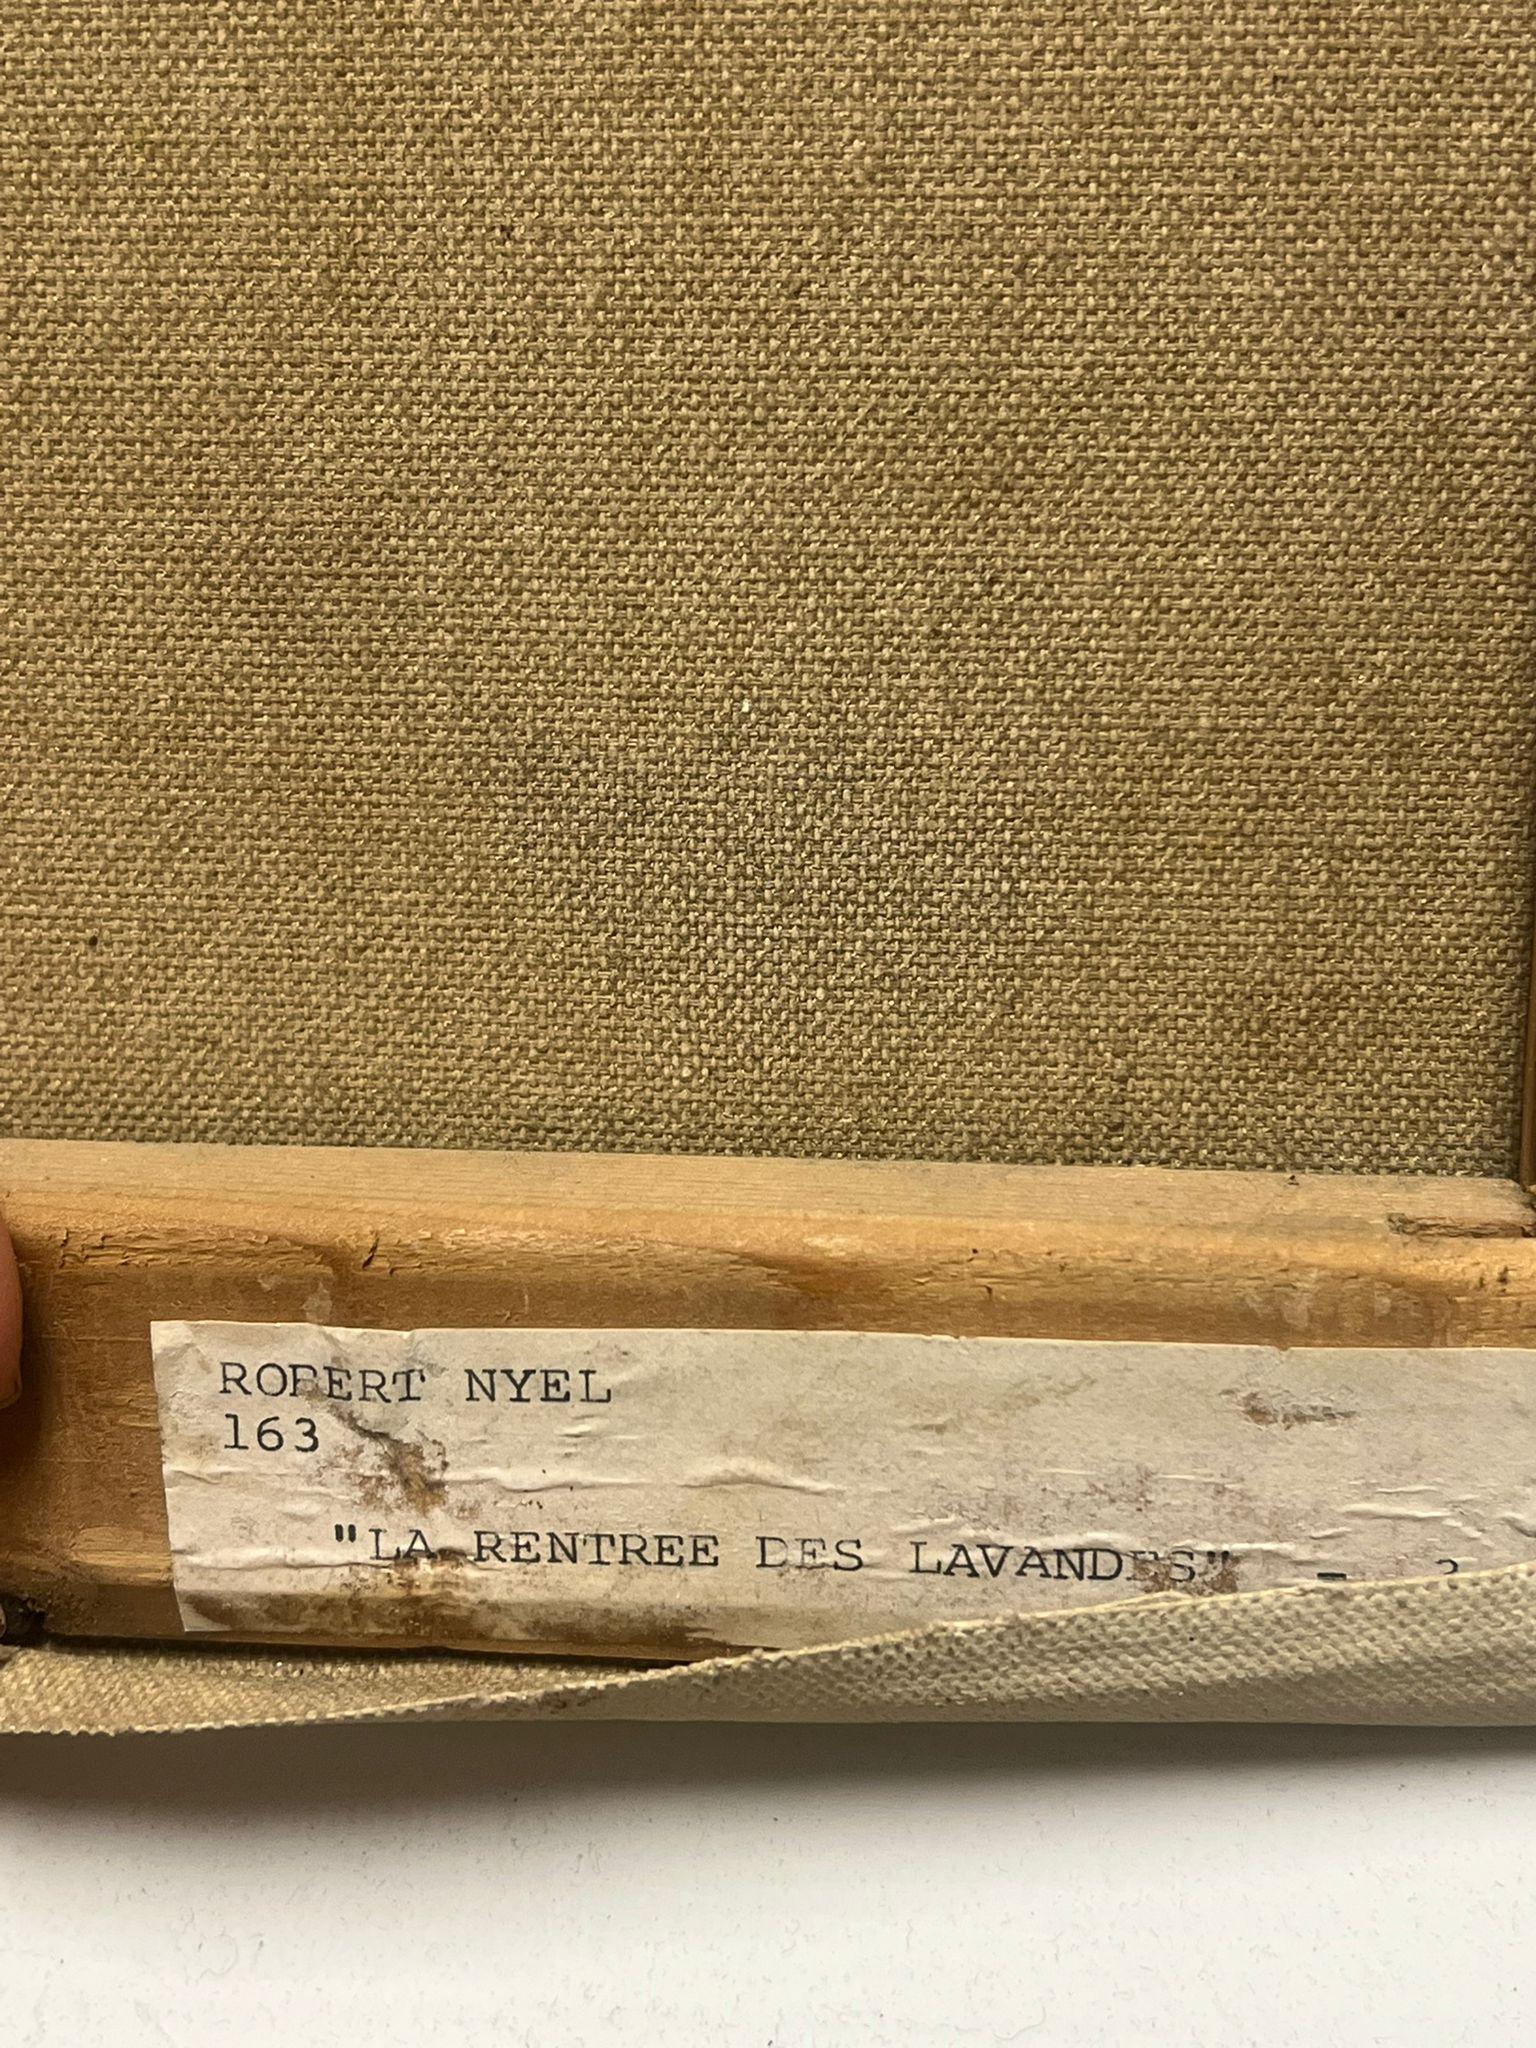 ROBERT NYEL
163
"LA RENTREE DES LAVANDES" -